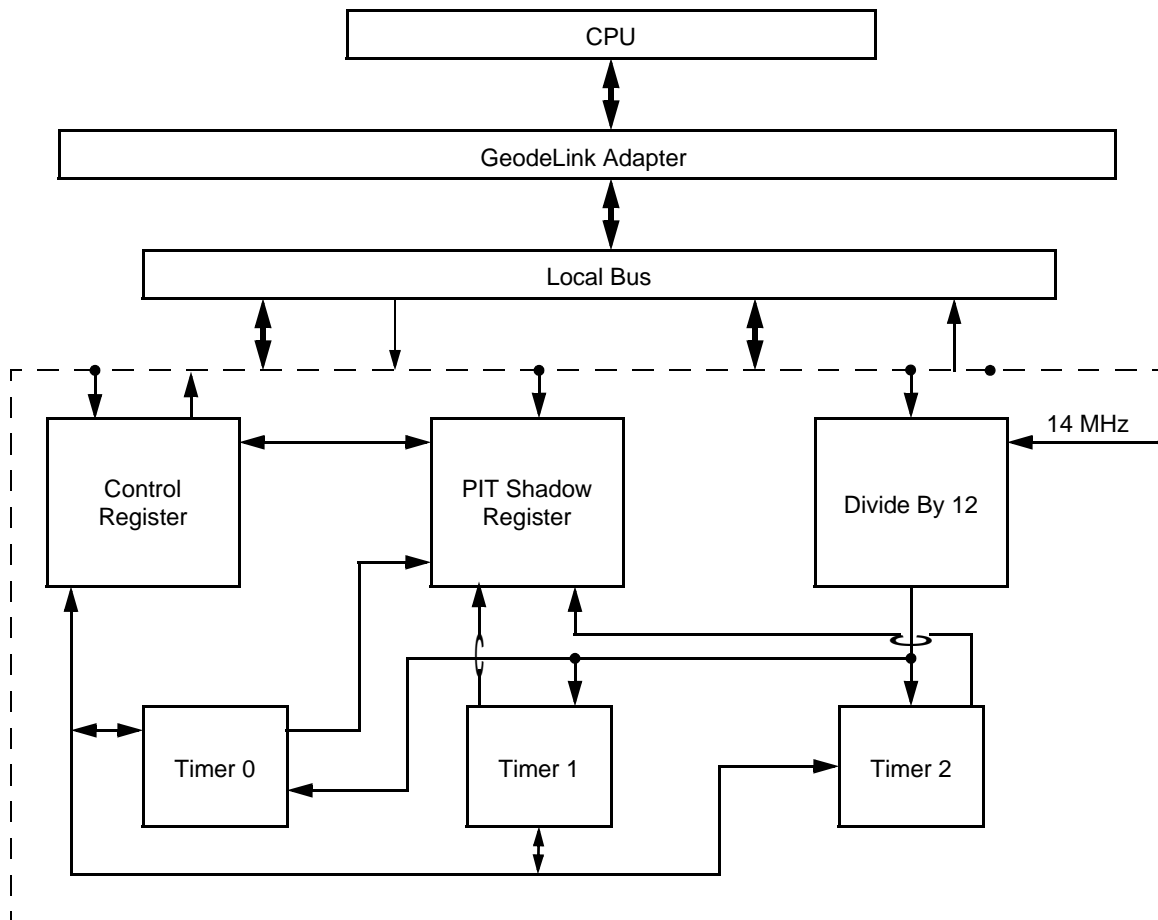 CPU
GeodeLink Adapter
Local Bus
14 MHz
Control
Register
PIT Shadow
Register
Divide By 12
Timer 0
Timer 1
Timer 2